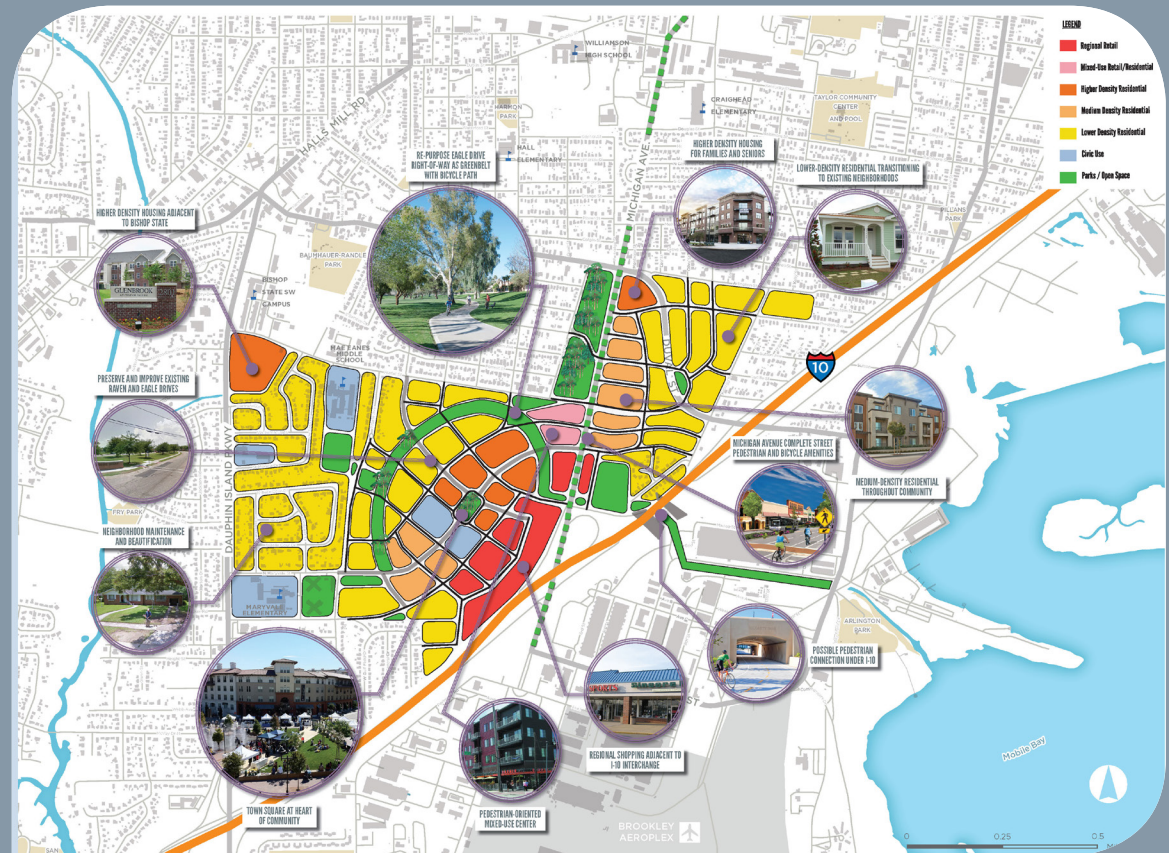 LEGEND
Regional Retail
Mixed-Use Retail/Residential
Higher Density Residential
Medium Density Residential
Lower Density Residential
Civic Use
Parks / Open Space
WILLIAMSON
HIGH SCHOOL
CRAIGHEAD
ELEMENTARY
TAYLOR COMMUNITY
CENTER
AND POOL
HARMON
PARK
HALL
ELEMENTARY
HALLS MILL RD
MICHIGAN AVE
RE-PURPOSE EAGLE DRIVE
RIGHT-OF-WAY AS GREENBELT
WITH BICYCLE PATH
HIGHER DENSITY HOUSING
FOR FAMILIES AND SENIORS
LOWER-DENSITY RESIDENTIAL TRANSITIONING
TO EXISTING NEIGHBORHOODS
PILLANS
PARK
HIGHER DENSITY HOUSING ADJACENT
TO BISHOP STATE
GLENBROOK
BAUMHAUER-RANDLE
PARK
BISHOP
STATE SW
CAMPUS
MAE EANES
MIDDLE
SCHOOL
10
PRESERVE AND IMPROVE EXISTING
RAVEN AND EAGLE DRIVES
MICHIGAN AVENUE COMPLETE STREET
PEDESTRIAN AND BICYCLE AMENITIES
MEDIUM-DENSITY RESIDENTIAL
THROUGHOUT COMMUNITY
DAUPHIN ISLAND PKWY
FRY PARK
NEIGHBORHOOD MAINTENANCE
AND BEAUTIFICATION
MARYVALE
ELEMENTARY
ARLINGTON
PARK
POSSIBLE PEDESTRIAN
CONNECTION UNDER I-10
ST
REGIONAL SHOPPING ADJACENT TO
I-10 INTERCHANGE
Mobile Bay
TOWN SQUARE AT HEART
OF COMMUNITY
PEDESTRIAN-ORIENTED
MIXED-USE CENTER
BROOKLEY
AEROPLEX
0 0.25 0.5
SAN